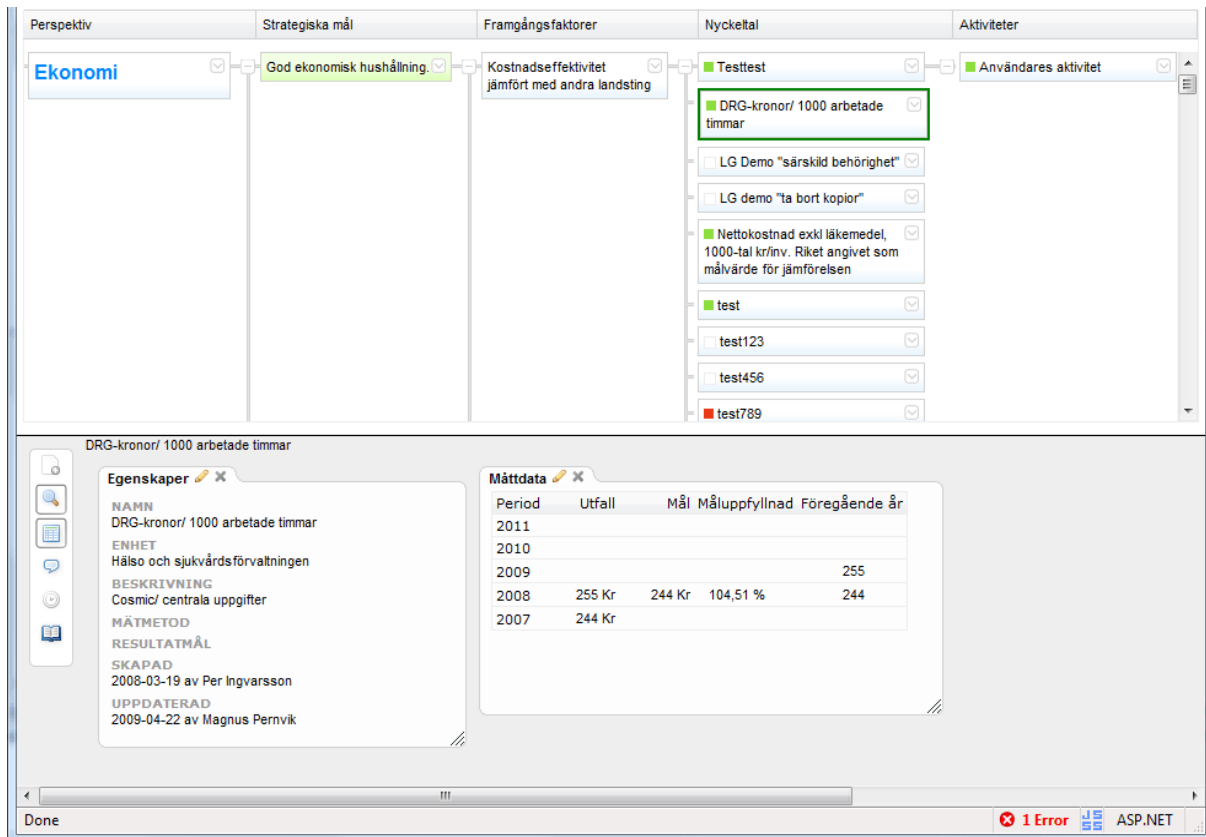 Perspektiv
Strategiska mål
Framgångsfaktorer
Nyckeltal
Aktiviteter
Ekonomi
God ekonomisk hushållning.
Kostnadseffektivitet
jämfört med andra landsting
Testtest
Användares aktivitet
DRG-kronor/ 1000 arbetade
timmar
LG Demo "särskild behörighet"
LG demo "ta bort kopior"
Nettokostnad exkl läkemedel,
1000-tal kr/inv. Riket angivet som
målvärde för jämförelsen
test
test123
test456
test789
DRG-kronor/ 1000 arbetade timmar
Egenskaper
NAMN
DRG-kronor/ 1000 arbetade timmar
ENHET
Hälso och sjukvårdsförvaltningen
BESKRIVNING
Cosmic/ centrala uppgifter
MÄTMETOD
RESULTATMÅL
SKAPAD
2008-03-19 av Per Ingvarsson
UPPDATERAD
2009-04-22 av Magnus Pernvik
Måttdata
Period Utfall Mål Måluppfyllnad Föregående år
2011
2010
2009 255
2008 255 Kr 244 Kr 104,51 % 244
2007 244 Kr
Done
1 Error
JS
SS
ASP.NET